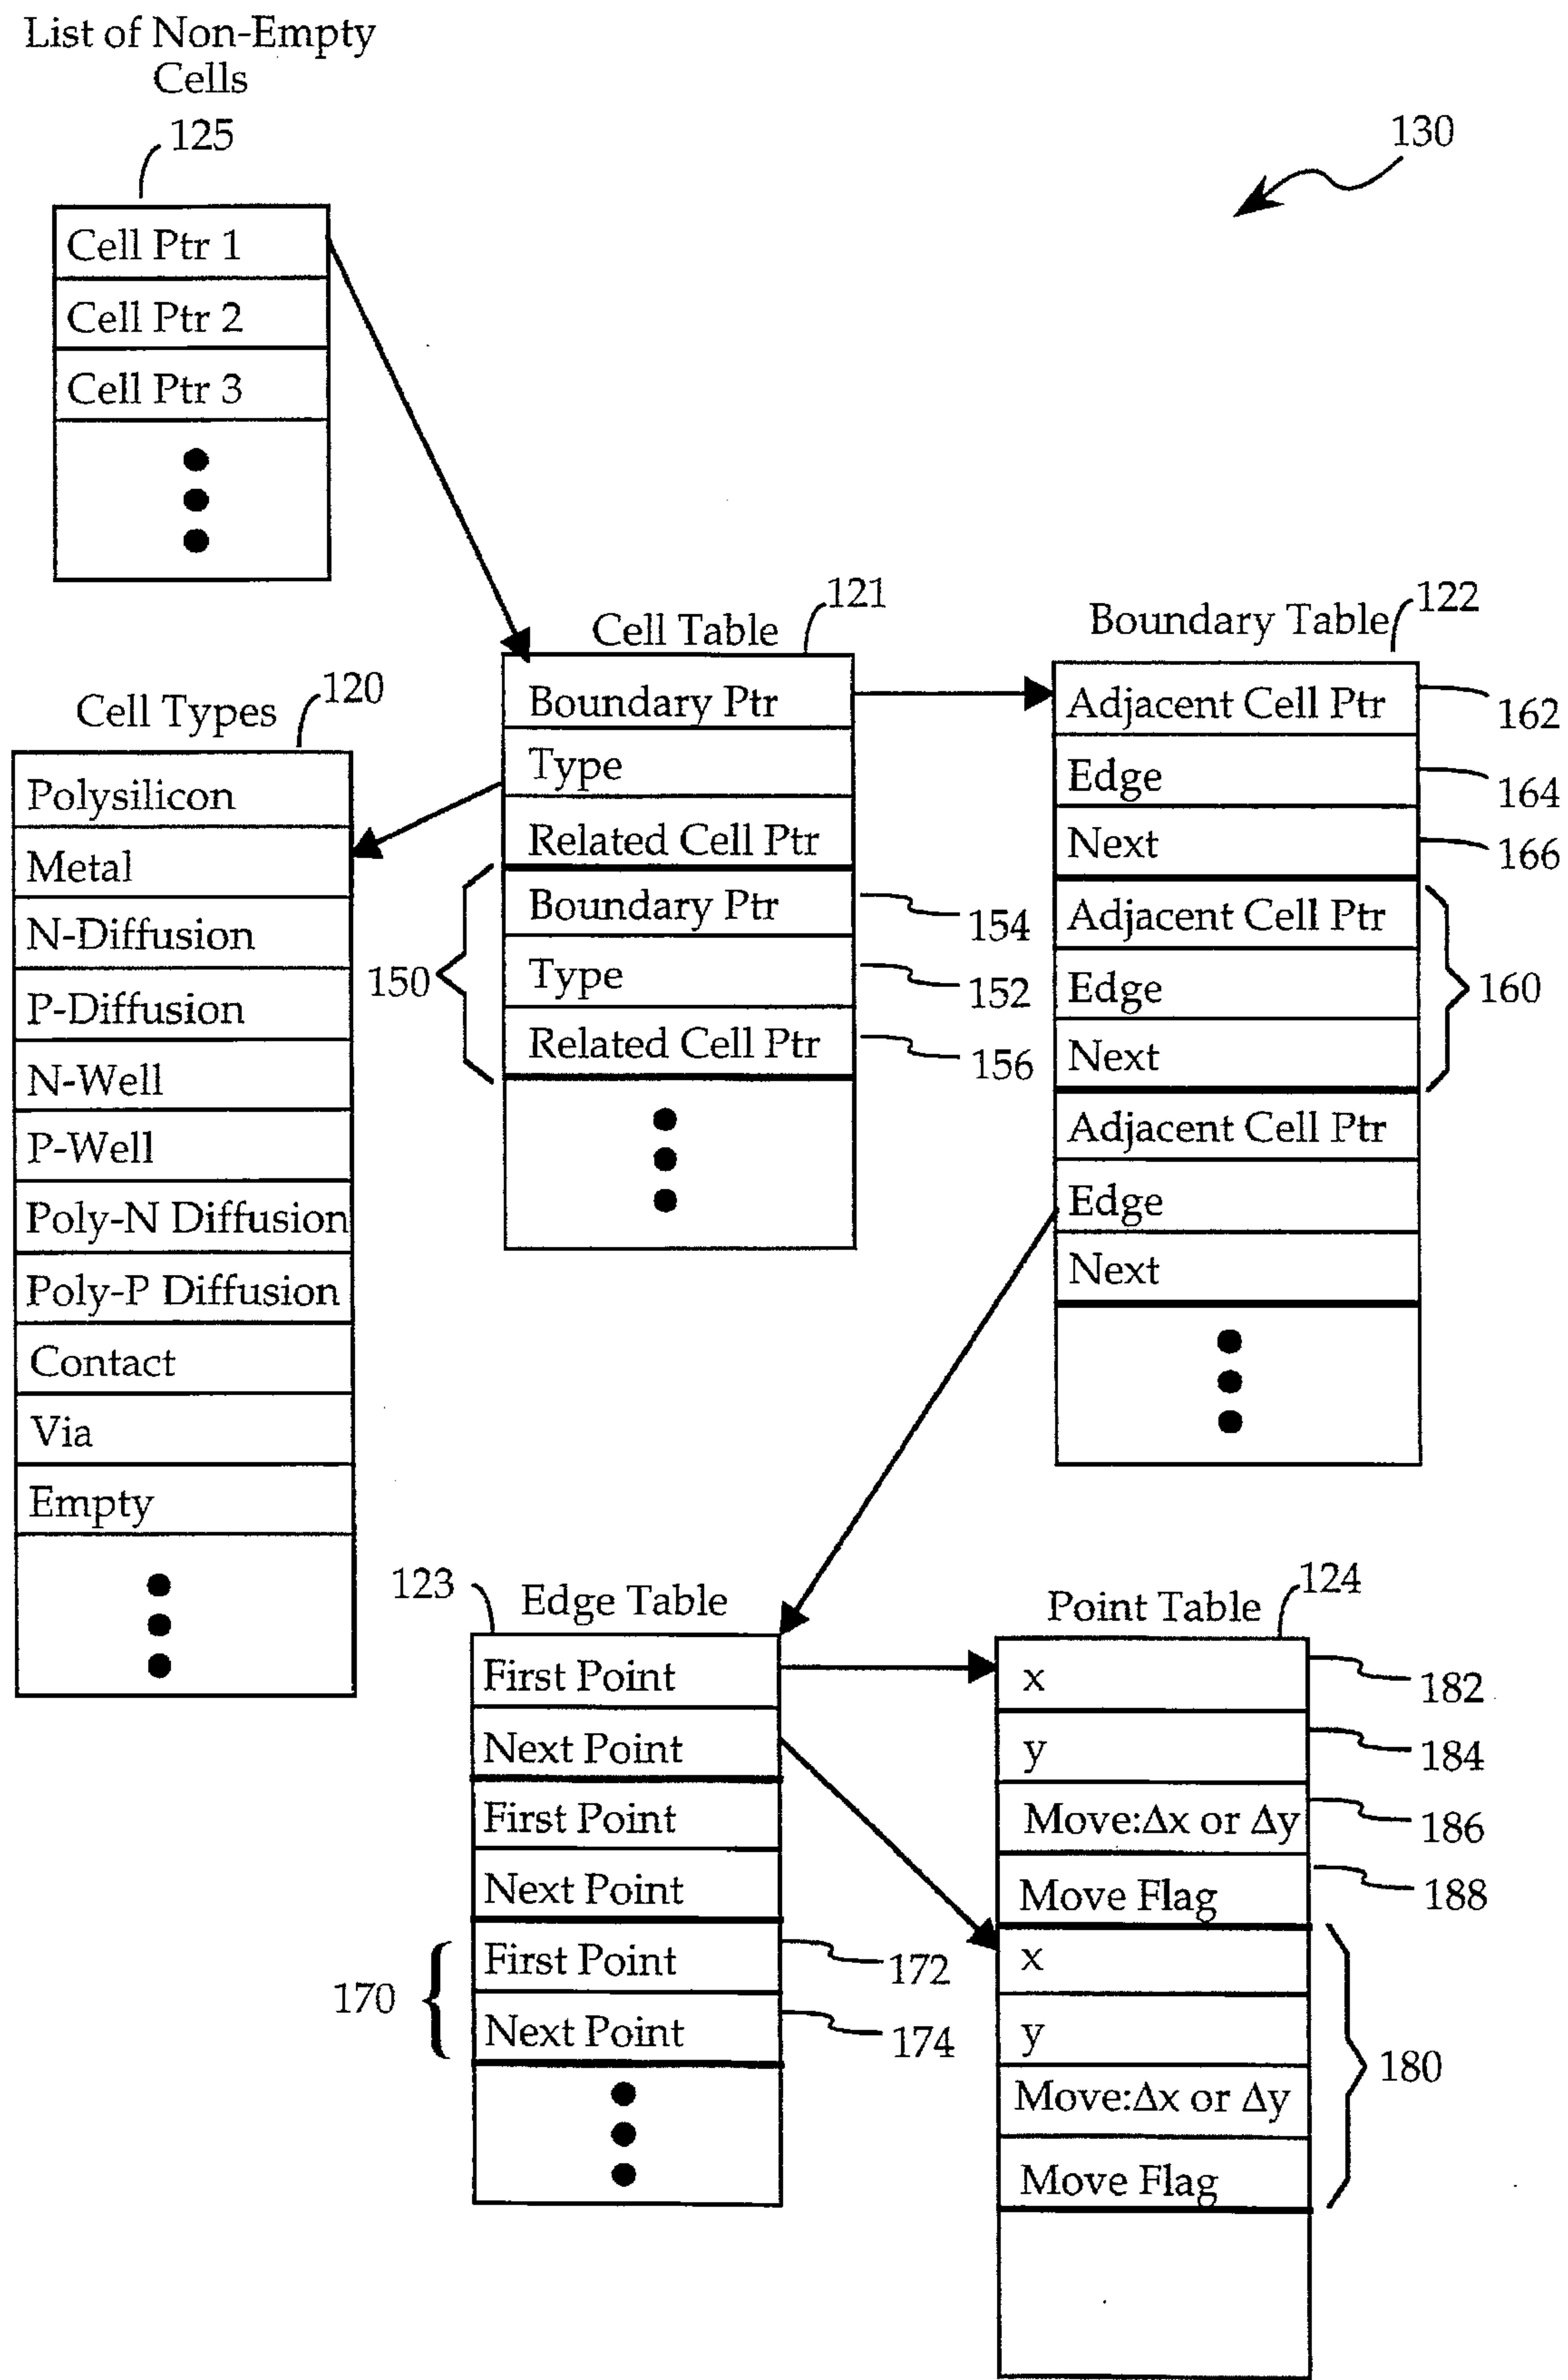 List of Non-Empty
Cells
125
Cell Ptr 1
Cell Ptr 2
Cell Ptr 3
130
Cell Types
120
Polysilicon
Metal
N-Diffusion
P-Diffusion
N-Well
P-Well
Poly-N Diffusion
Poly-P Diffusion
Contact
Via
Empty
Cell Table
121
Boundary Ptr
Type
Related Cell Ptr
150
Boundary Ptr
154
Type
152
Related Cell Ptr
156
Boundary Table
122
Adjacent Cell Ptr
162
Edge
164
Next
166
Adjacent Cell Ptr
Edge
Next
160
Adjacent Cell Ptr
Edge
Next
123
Edge Table
First Point
Next Point
First Point
Next Point
170
First Point
172
Next Point
174
Point Table
124
x
182
y
184
Move:Δx or Δy
186
Move Flag
188
x
y
Move:Δx or Δy
Move Flag
180